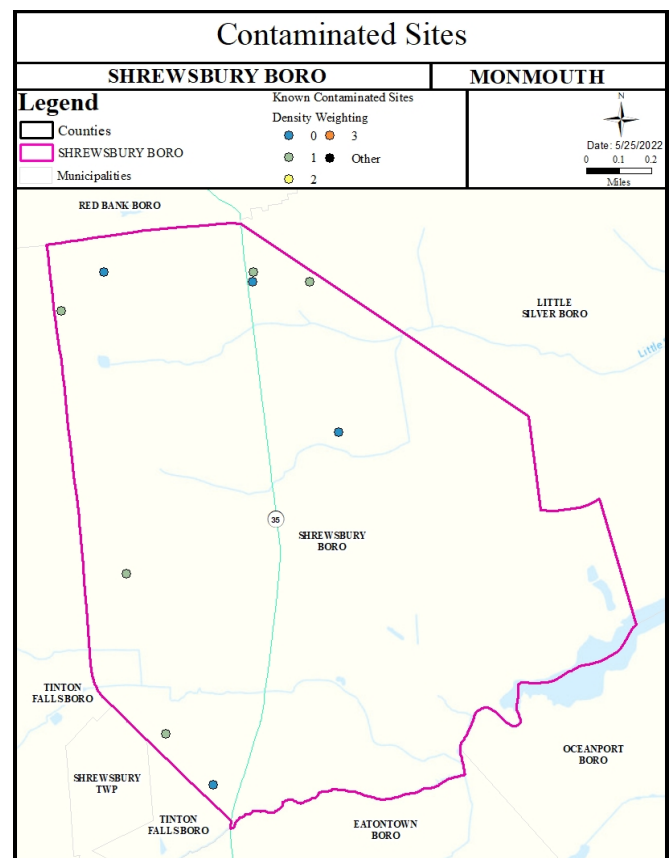 Contaminated Sites
SHREWSBURY BORO
MONMOUTH
Legend
Counties
SHREWSBURY BORO
Municipalities
Known Contaminated Sites
Density Weighting
0 3
1 Other
2
N
Date: 5/25/2022
0 0.1 0.2
Miles
RED BANK BORO
LITTLE
SILVER BORO
Little
35
SHREWSBURY
BORO
TINTON
FALLS BORO
OCEANPORT
BORO
SHREWSBURY
TWP
TINTON
FALLS BORO
EATONTOWN
BORO